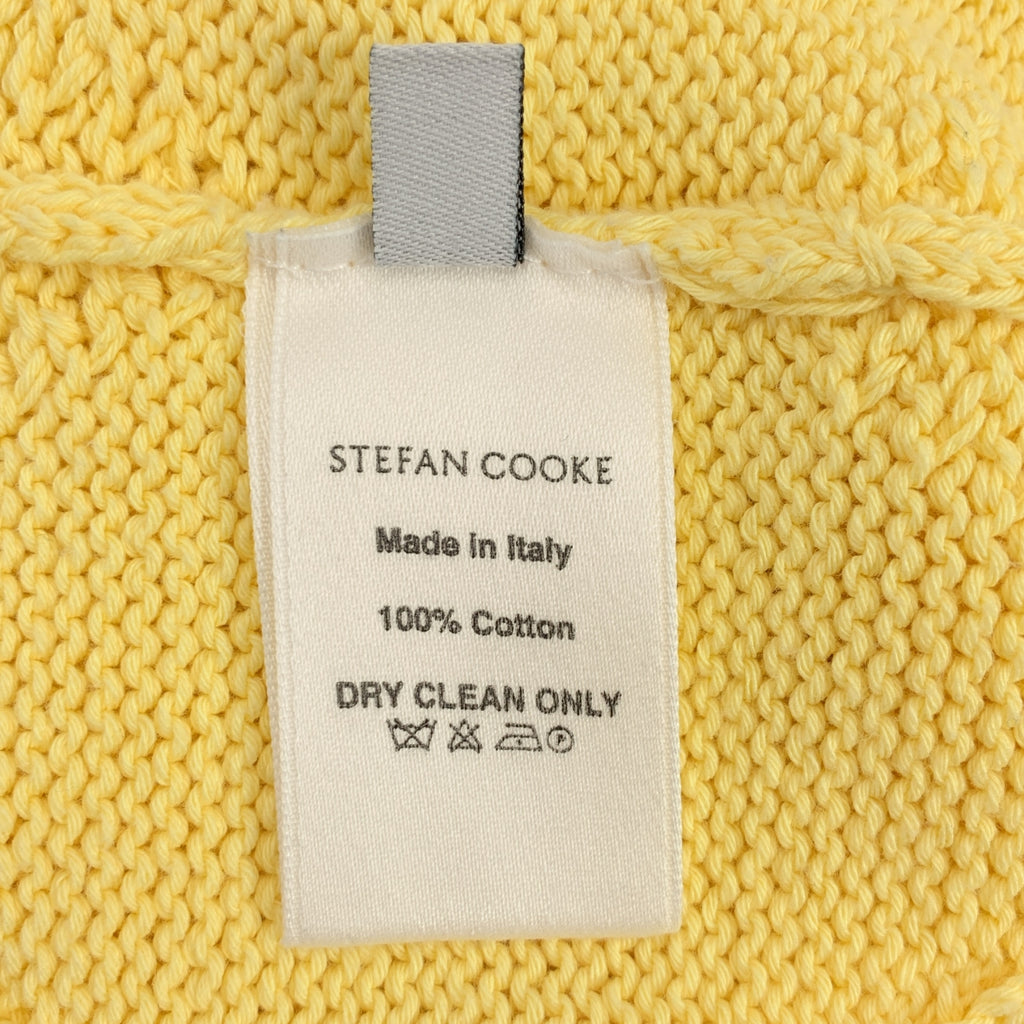 STEFAN COOKE
Made in Italy
100% Cotton
DRY CLEAN ONLY
P